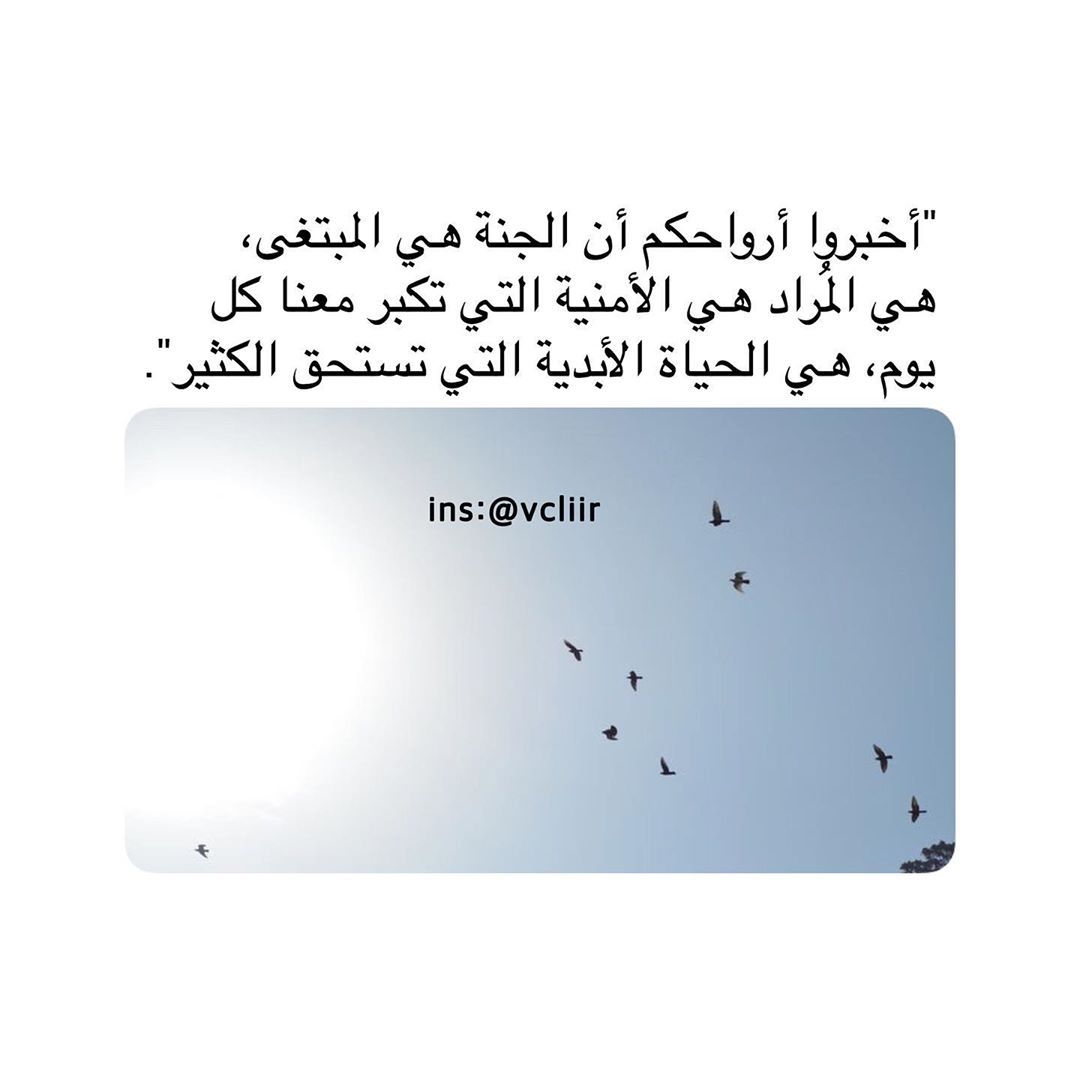 "أخبروا أرواحكم أن الجنة هي المبتغى،
هي المُراد هي الأمنية التي تكبر معنا كل
يوم، هي الحياة الأبدية التي تستحق الكثير".
ins:@vcliir